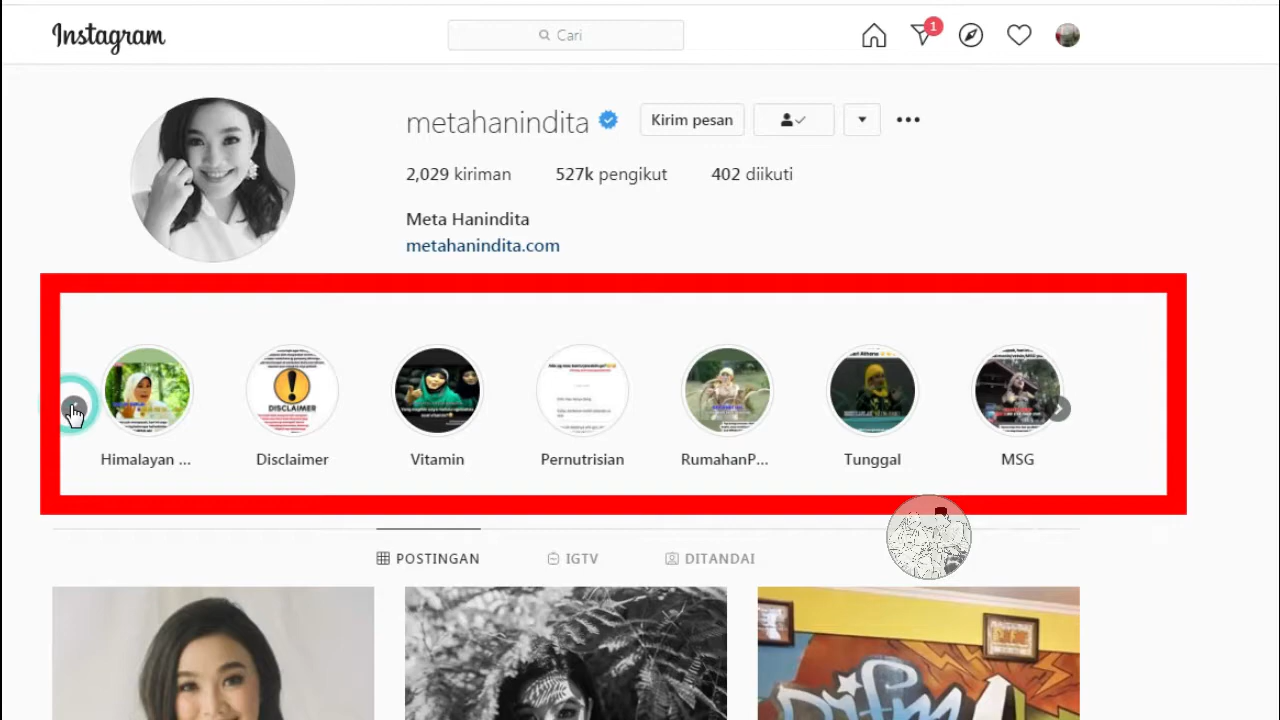 Instagram
Cari
1
metahanindita
Kirim pesan
2,029 kiriman 527k pengikut 402 diikuti
Meta Hanindita
metahanindita.com
DISCLAIMER
Himalayan ...
Disclaimer
Vitamin
Pernutrisian
RumahanP...
Tunggal
MSG
POSTINGAN
IGTV
DITANDAI